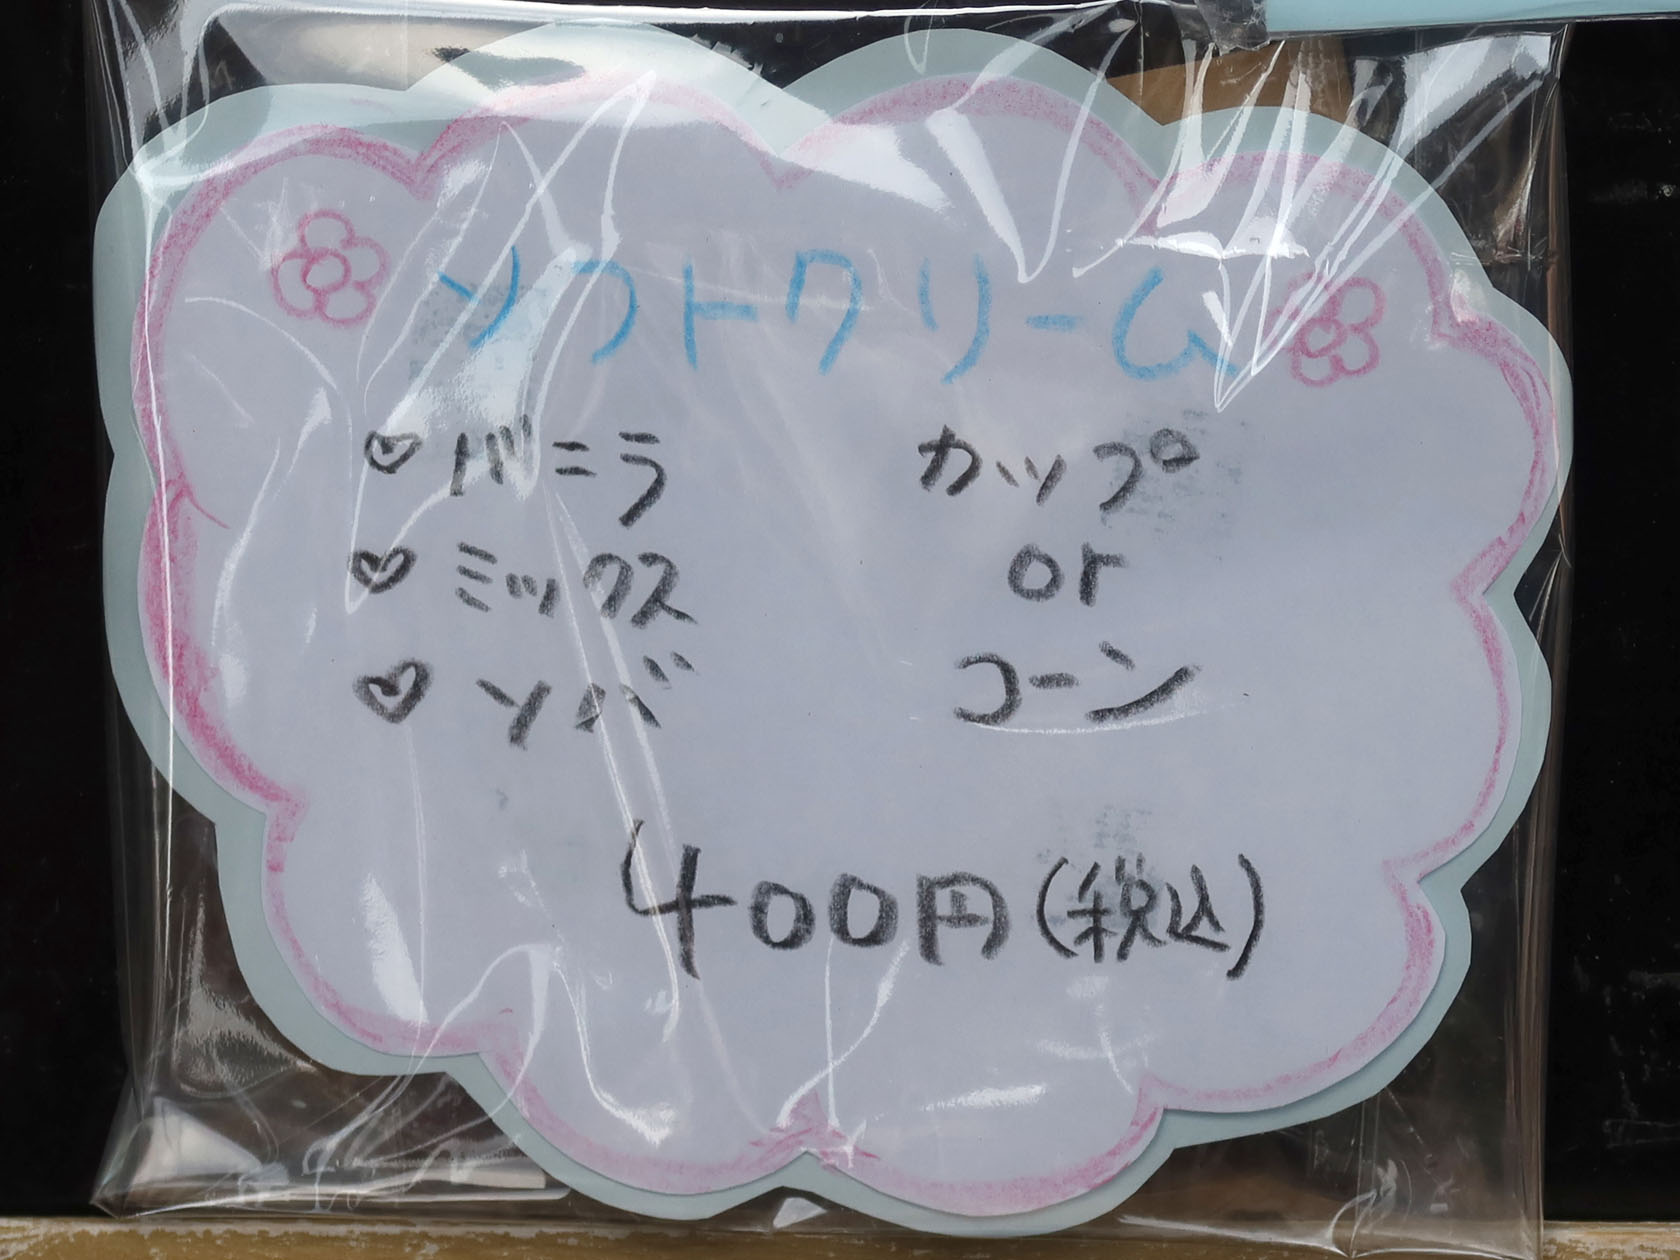 ソフトクリーム
♡ バニラ
♡ ミックス
♡ ソバ
カップ
or
コーン
400円(税込)